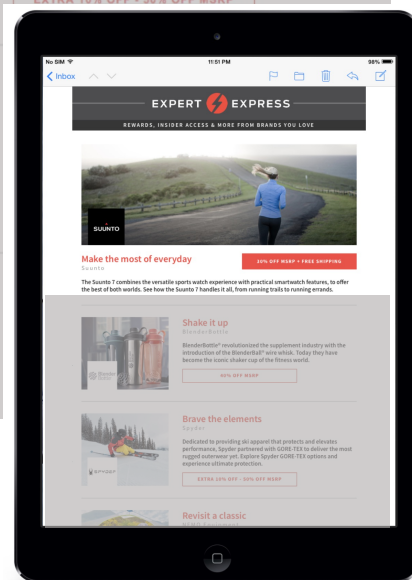 EXTRA 10% OFF - 50% OFF MSRP
No SIM
11:51 PM
98%
Inbox
EXPERT EXPRESS
REWARDS, INSIDER ACCESS & MORE FROM BRANDS YOU LOVE
SUUNTO
Make the most of everyday
Suunto
30% OFF MSRP + FREE SHIPPING
The Suunto 7 combines the versatile sports watch experience with practical smartwatch features, to offer
the best of both worlds. See how the Suunto 7 handles it all, from running trails to running errands.
Shake it up
BlenderBottle
BlenderBottle® revolutionized the supplement industry with the
introduction of the BlenderBall® wire whisk. Today they have
become the iconic shaker cup of the fitness world.
Blender
Bottle
40% OFF MSRP
Brave the elements
Spyder
Dedicated to providing ski apparel that protects and elevates
performance, Spyder partnered with GORE-TEX to deliver the most
rugged outerwear yet. Explore Spyder GORE-TEX options and
experience ultimate protection.
SPYDER
EXTRA 10% OFF - 50% OFF MSRP
Revisit a classic